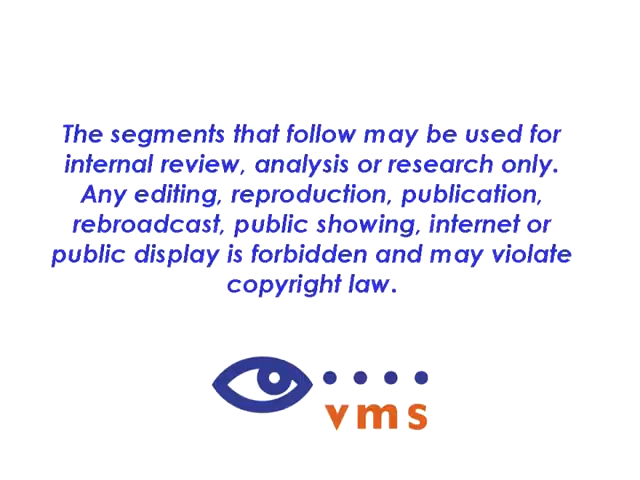 The segments that follow may be used for
internal review, analysis or research only.
Any editing, reproduction, publication,
rebroadcast, public showing, internet or
public display is forbidden and may violate
copyright law.
vms